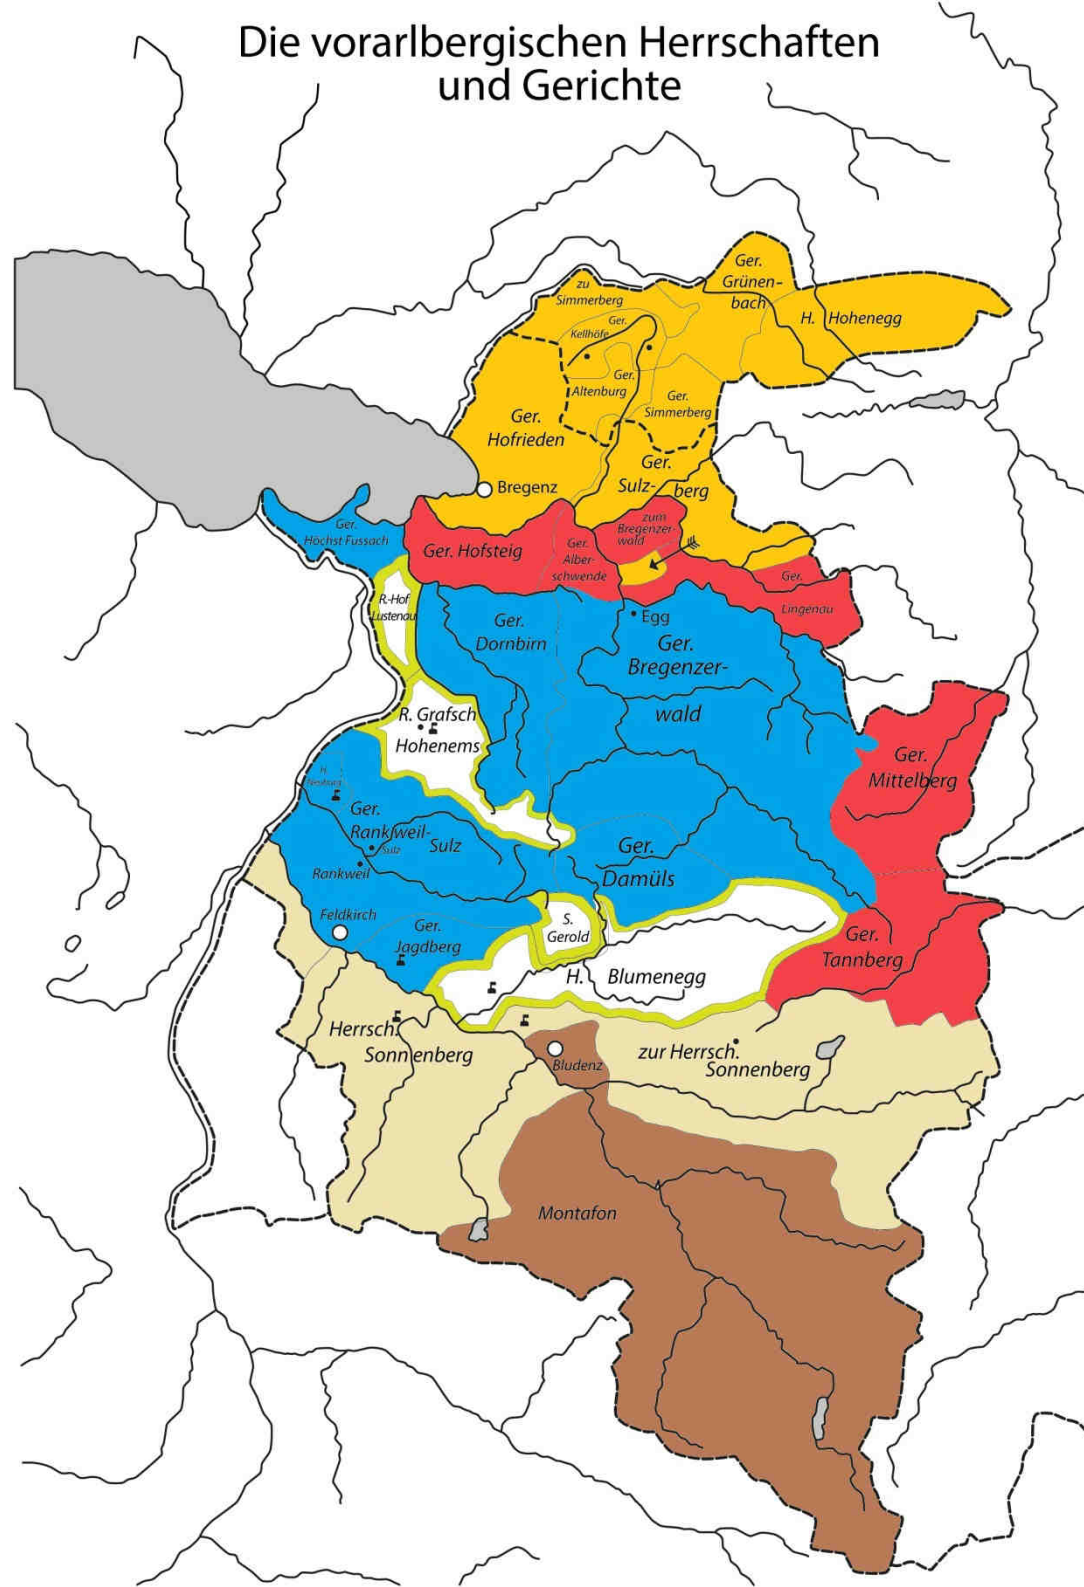 Die vorarlbergischen Herrschaften
und Gerichte
Ger.
Grünen-
bach
zu
Simmerberg
H. Hohenegg
Ger.
Kellhöfe
Ger.
Altenburg
Ger.
Simmerberg
Ger.
Hofrieden
Ger.
Sulz- berg
Bregenz
Ger.
Höchst Fussach
zum
Bregenzer-
wald
Ger. Hofsteig
Ger.
Alber-
schwende
Ger.
Lingenau
R.-Hof
Lustenau
Egg
Ger.
Dornbirn
Ger.
Bregenzer-
wald
R. Grafsch
Hohenems
Ger.
Mittelberg
H.
Neuburg
Ger.
Rankweil-
Sulz
Sulz
Rankweil
Ger.
Damüls
Feldkirch
Ger.
Jagdberg
S.
Gerold
Ger.
Tannberg
H. Blumenegg
Herrsch.
Sonnenberg
zur Herrsch.
Sonnenberg
Bludenz
Montafon